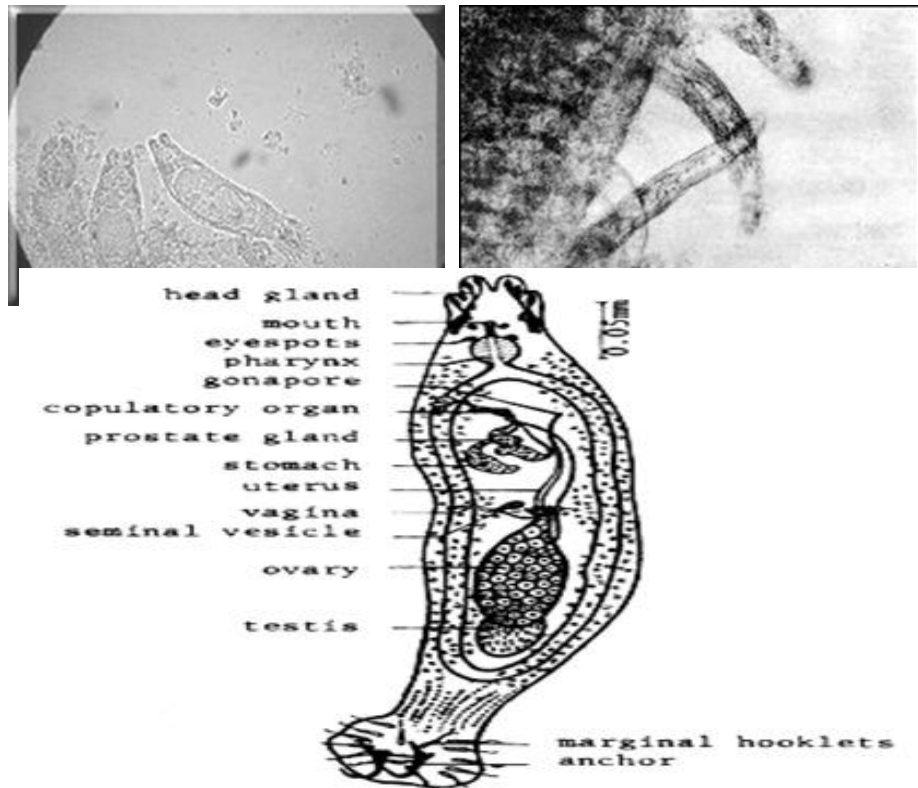 head gland
0.05mm
mouth
eyespots
pharynx
gonapore
copulatory organ
prostate gland
stomach
uterus
vagina
seminal vesicle
ovary
testis
marginal hooklets
anchor